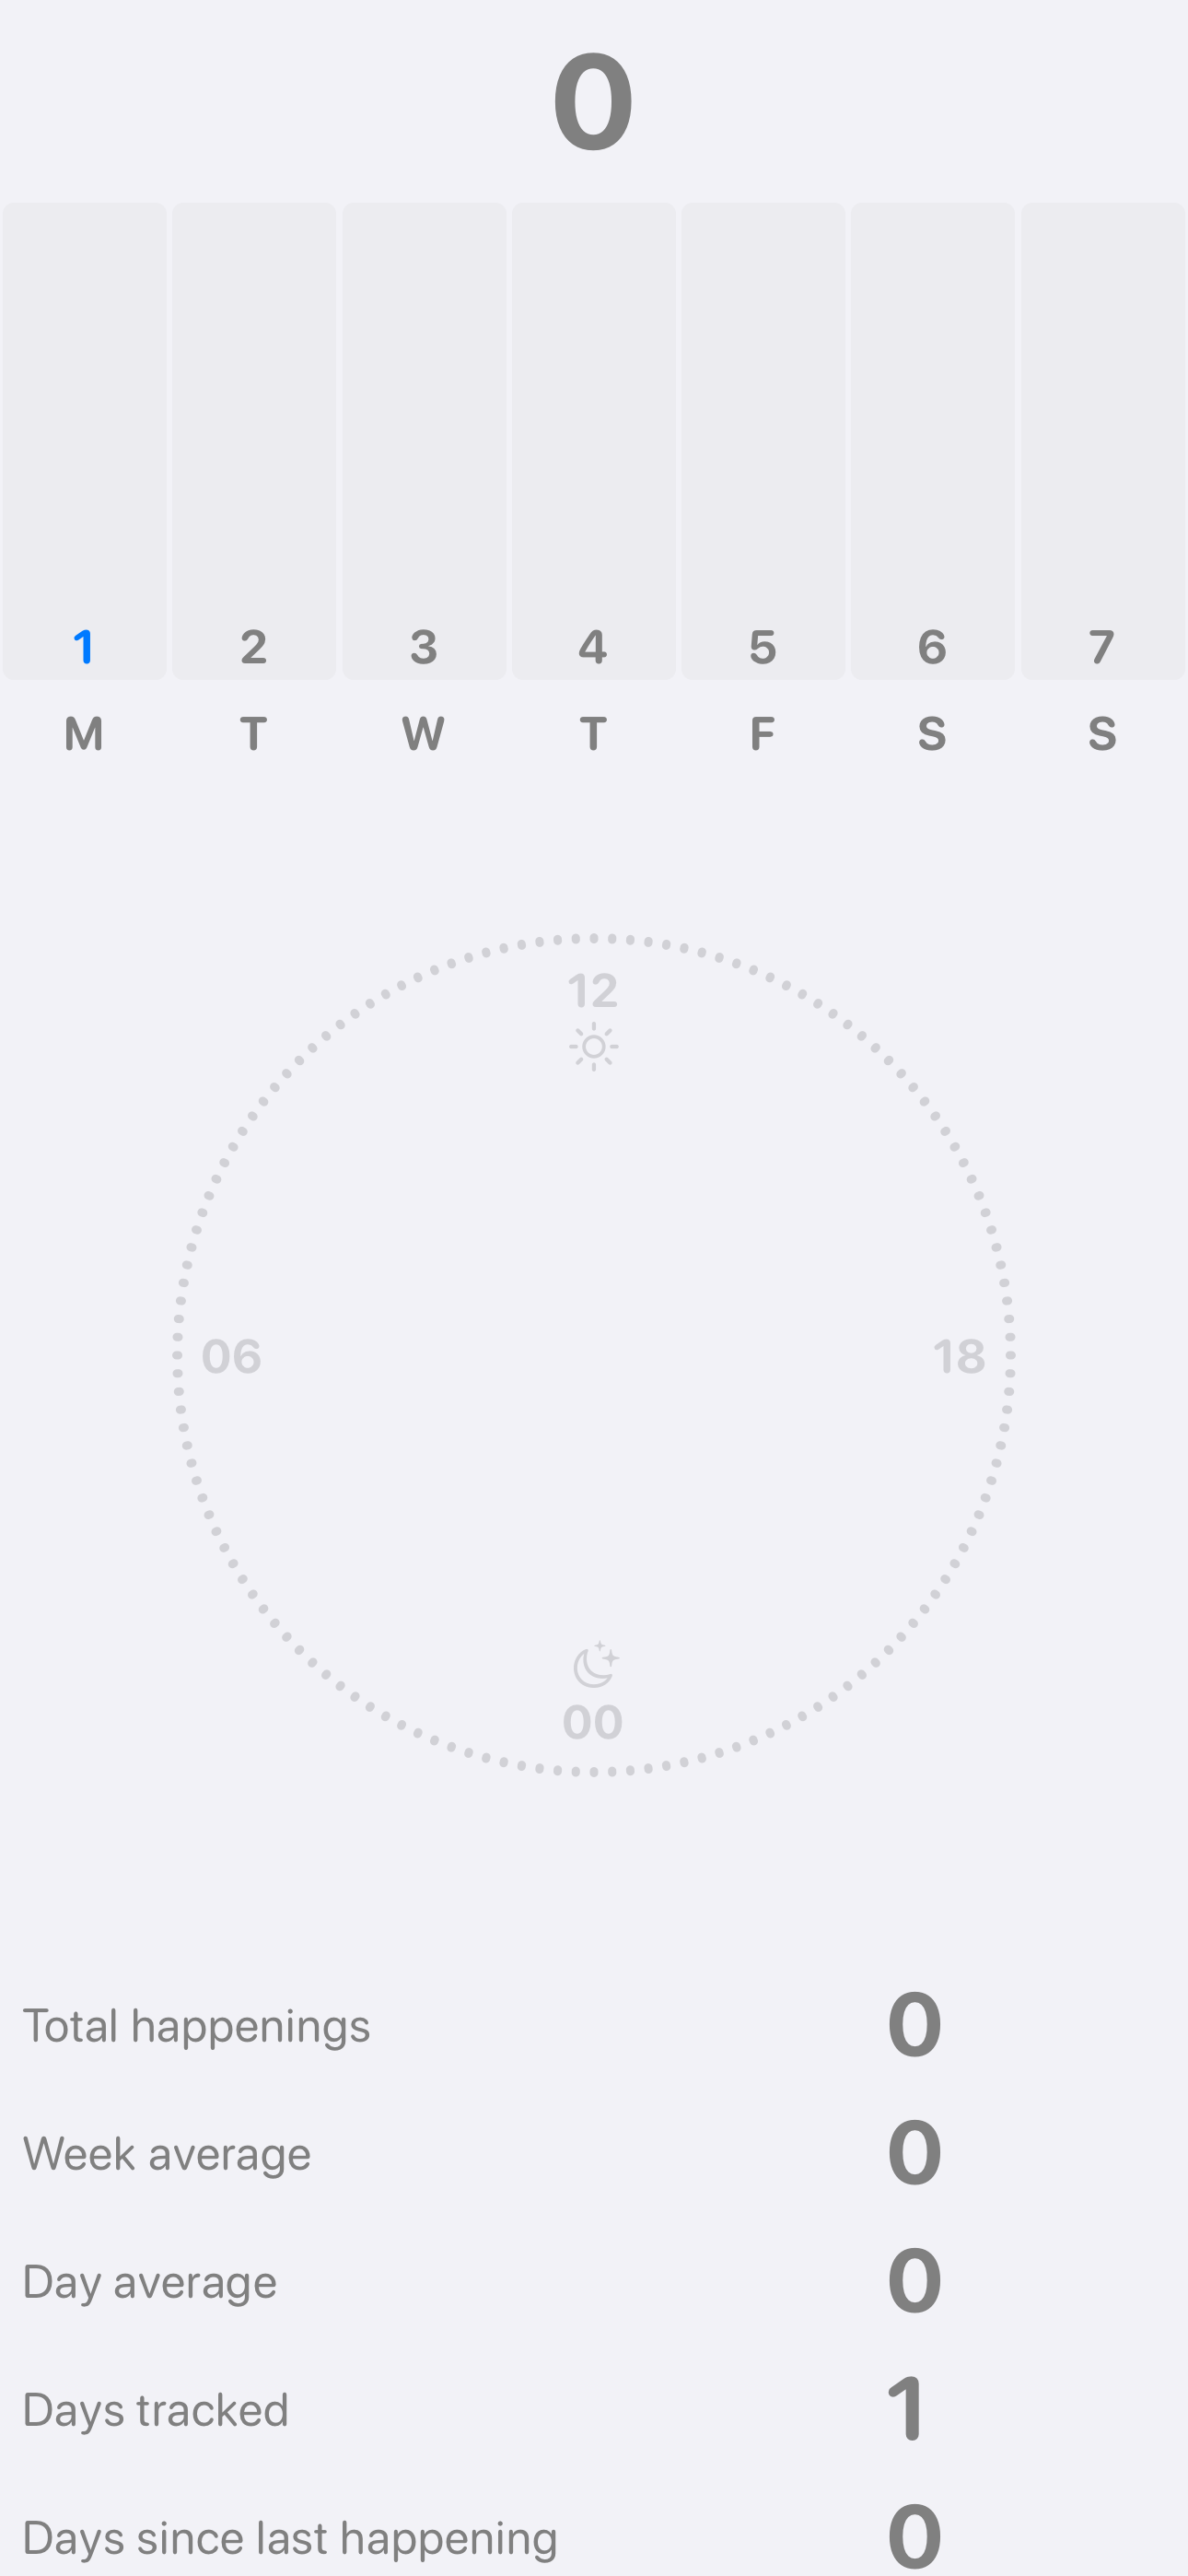 0
1 2 3 4 5 6 7
M T W T F S S
12
06 18
00
Total happenings 0
Week average 0
Day average 0
Days tracked 1
Days since last happening 0